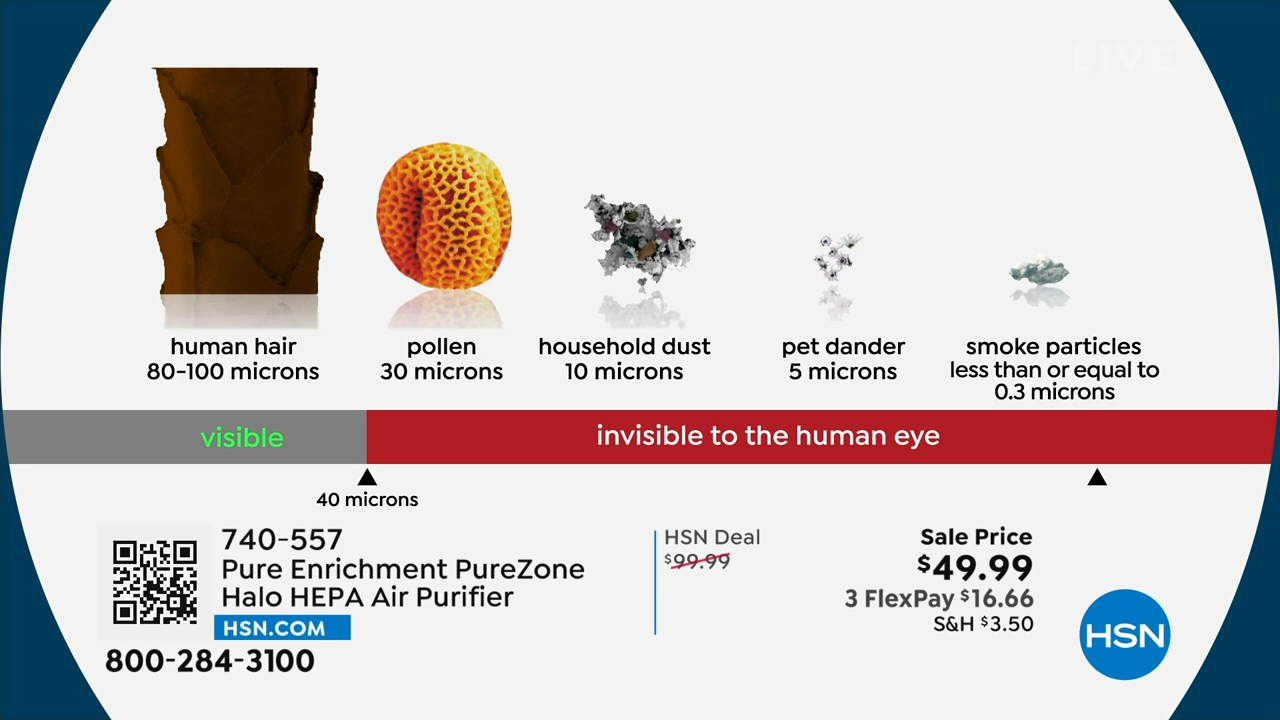 LIVE
human hair
80-100 microns
pollen
30 microns
household dust
10 microns
pet dander
5 microns
smoke particles
less than or equal to
0.3 microns
visible
invisible to the human eye
40 microns
740-557
Pure Enrichment PureZone
Halo HEPA Air Purifier
HSN.COM
800-284-3100
HSN Deal
$99.99
Sale Price
$49.99
3 FlexPay $16.66
S&H $3.50
HSN